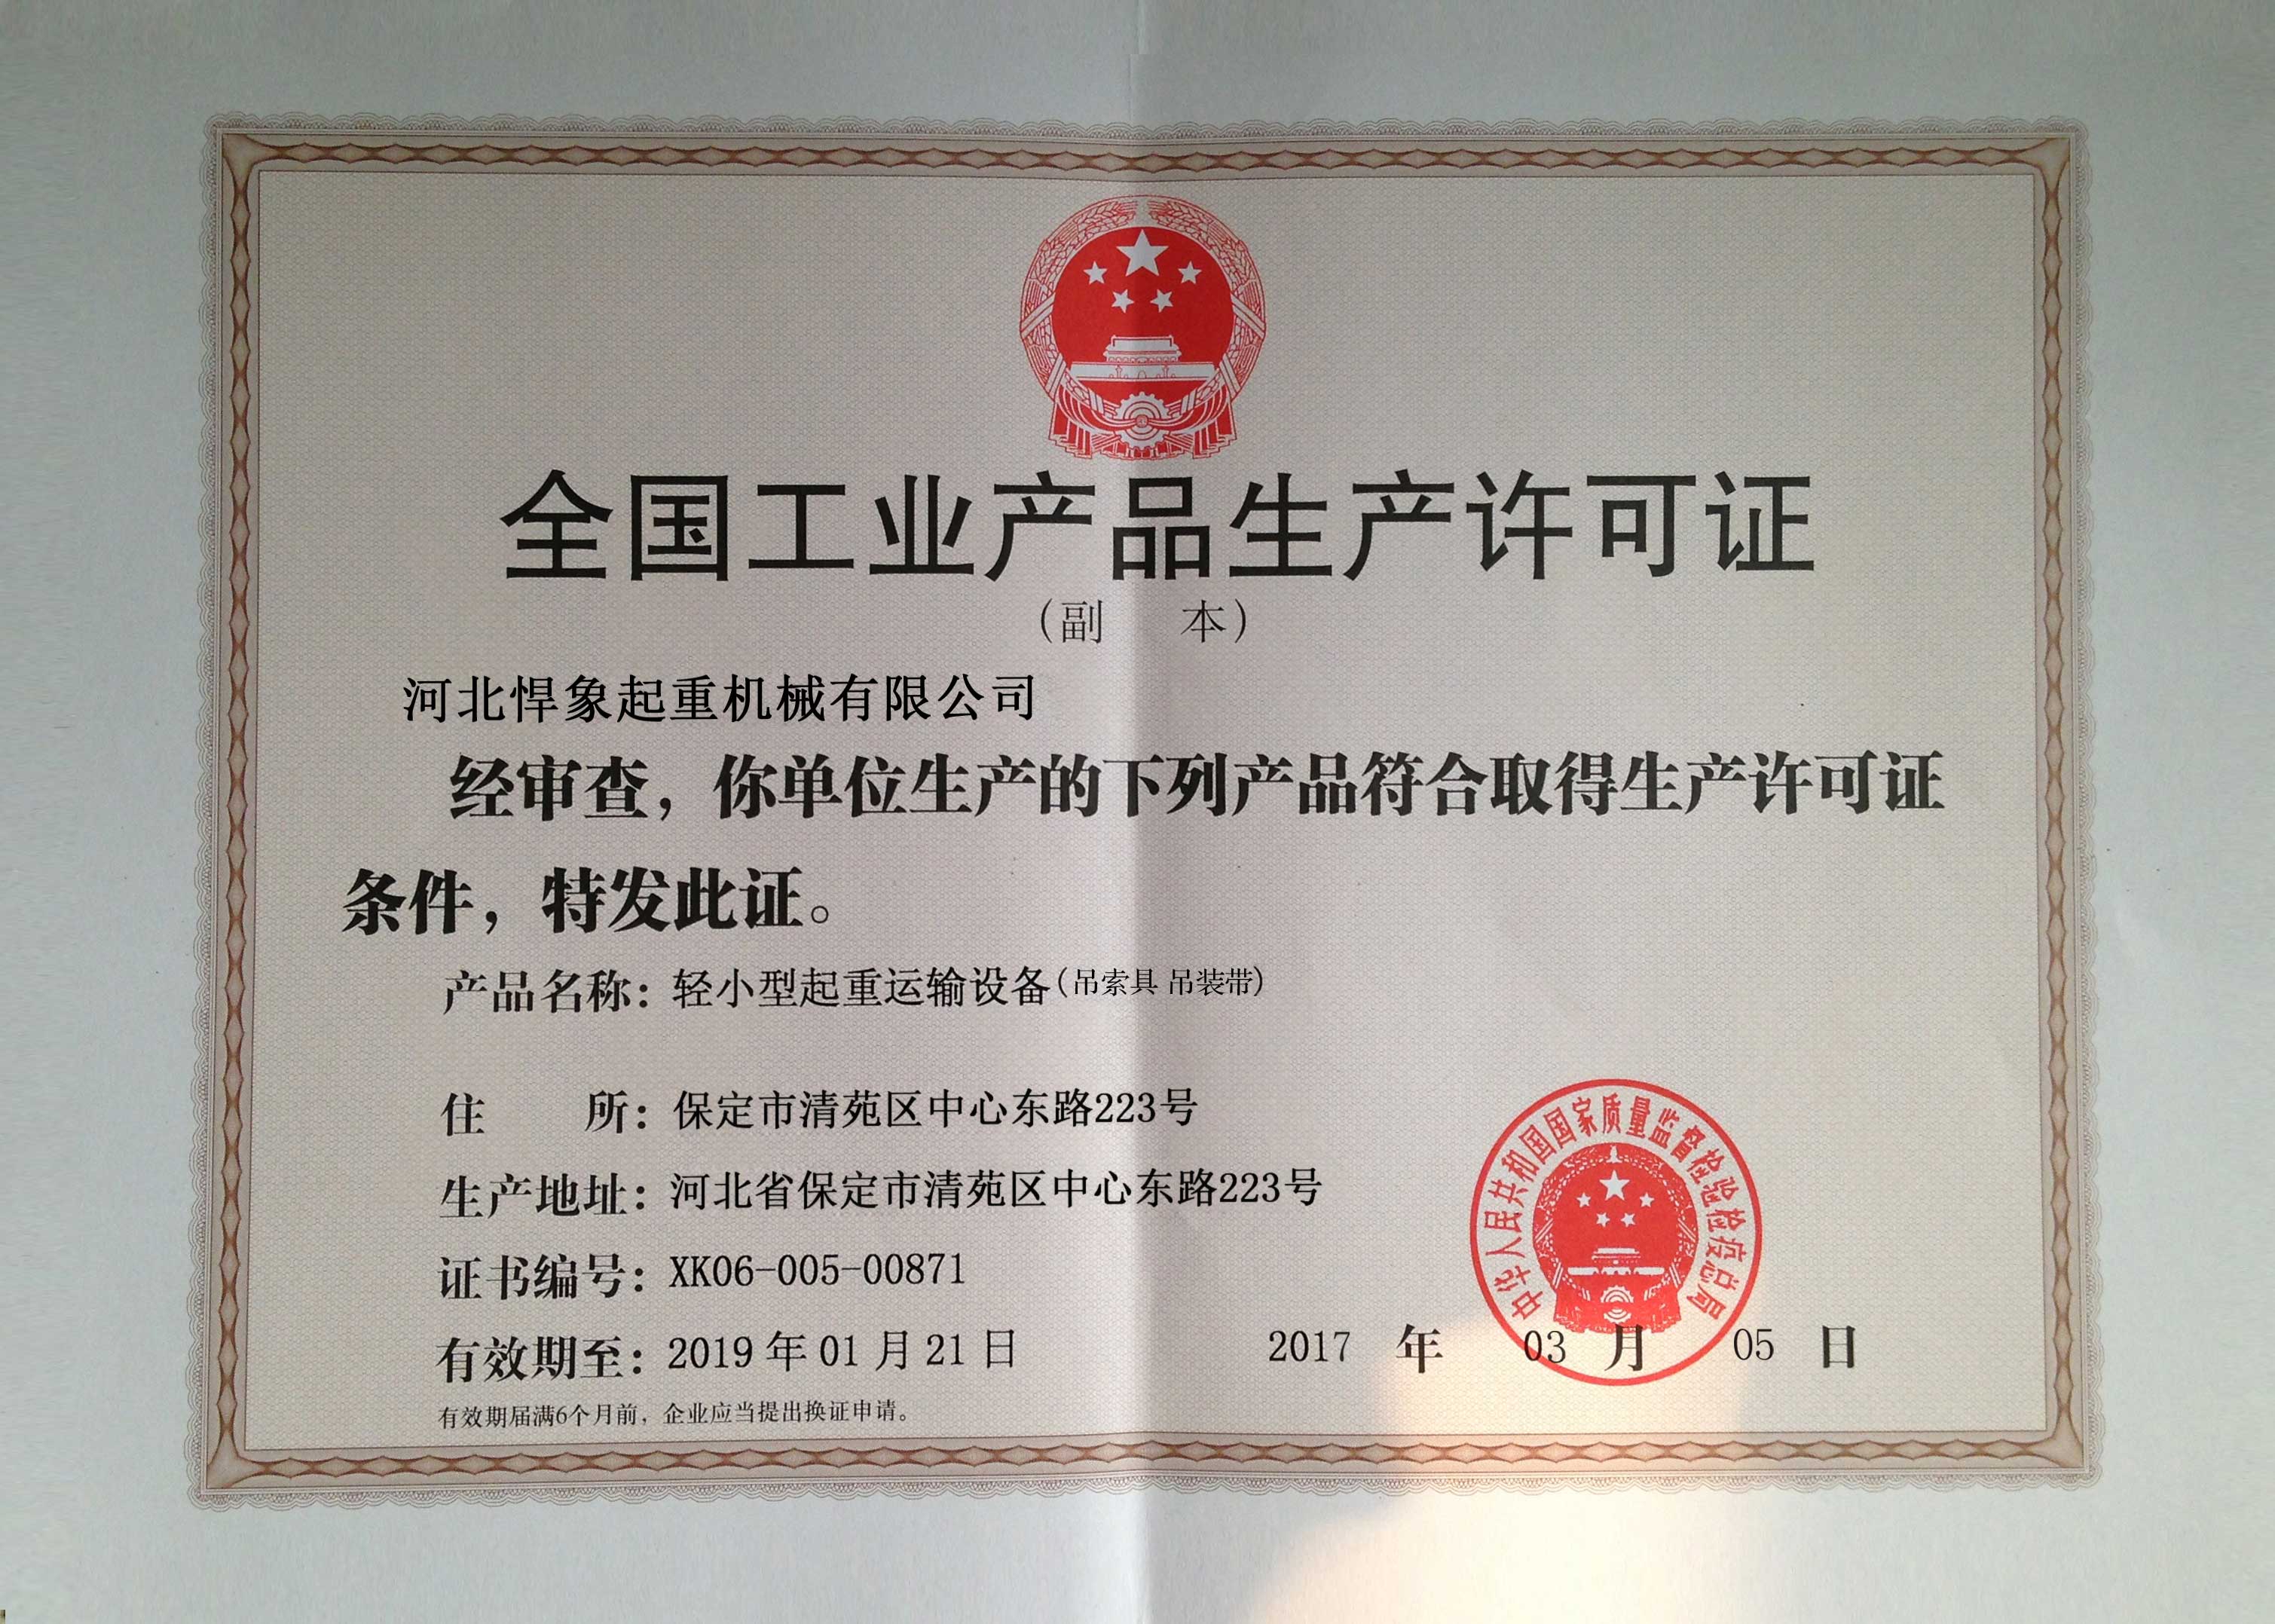 全国工业产品生产许可证
（副 本）
河北悍象起重机械有限公司
经审查，你单位生产的下列产品符合取得生产许可证
条件，特发此证。
产品名称：轻小型起重运输设备（吊索具 吊装带）
住 所：保定市清苑区中心东路223号
生产地址：河北省保定市清苑区中心东路223号
证书编号：XK06-005-00871
有效期至：2019 年 01 月 21 日
2017 年 03 月 05 日
有效期届满6个月前，企业应当提出换证申请。
中华人民共和国国家质量监督检验检疫总局